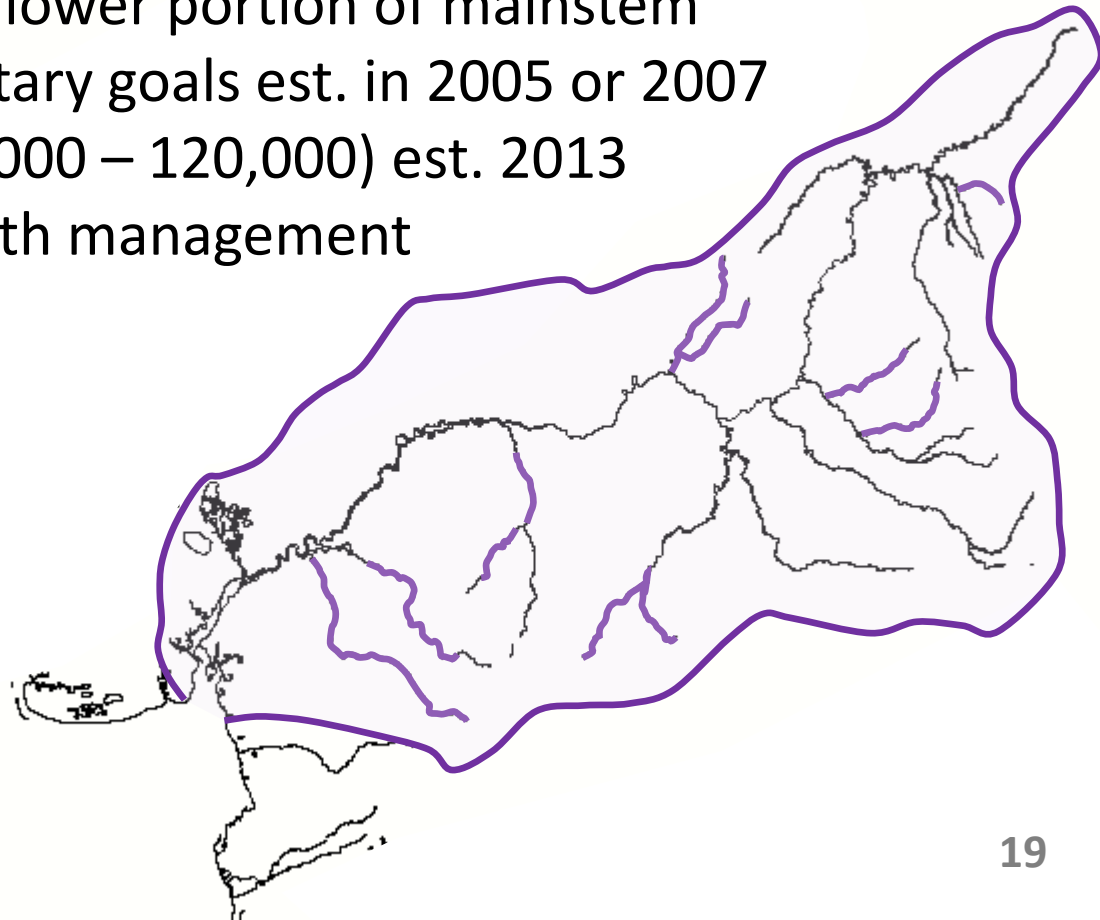 lower portion of mainstem
tary goals est. in 2005 or 2007
000 – 120,000) est. 2013
th management
19